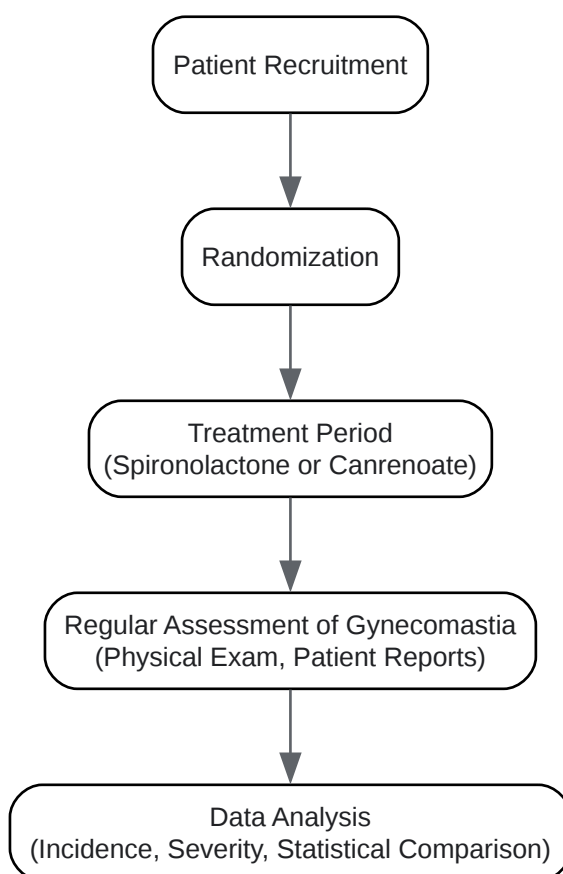 Patient Recruitment
Randomization
Treatment Period
(Spironolactone or Canrenoate)
Regular Assessment of Gynecomastia
(Physical Exam, Patient Reports)
Data Analysis
(Incidence, Severity, Statistical Comparison)